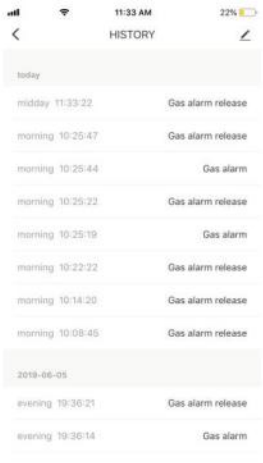 11:33 AM
22%
HISTORY
today
midday 11:33:22 Gas alarm release
morning 10:25:47 Gas alarm release
morning 10:25:44 Gas alarm
morning 10:25:22 Gas alarm release
morning 10:25:19 Gas alarm
morning 10:22:22 Gas alarm release
morning 10:14:20 Gas alarm release
morning 10:08:45 Gas alarm release
2019-06-05
evening 19:36:21 Gas alarm release
evening 19:36:14 Gas alarm